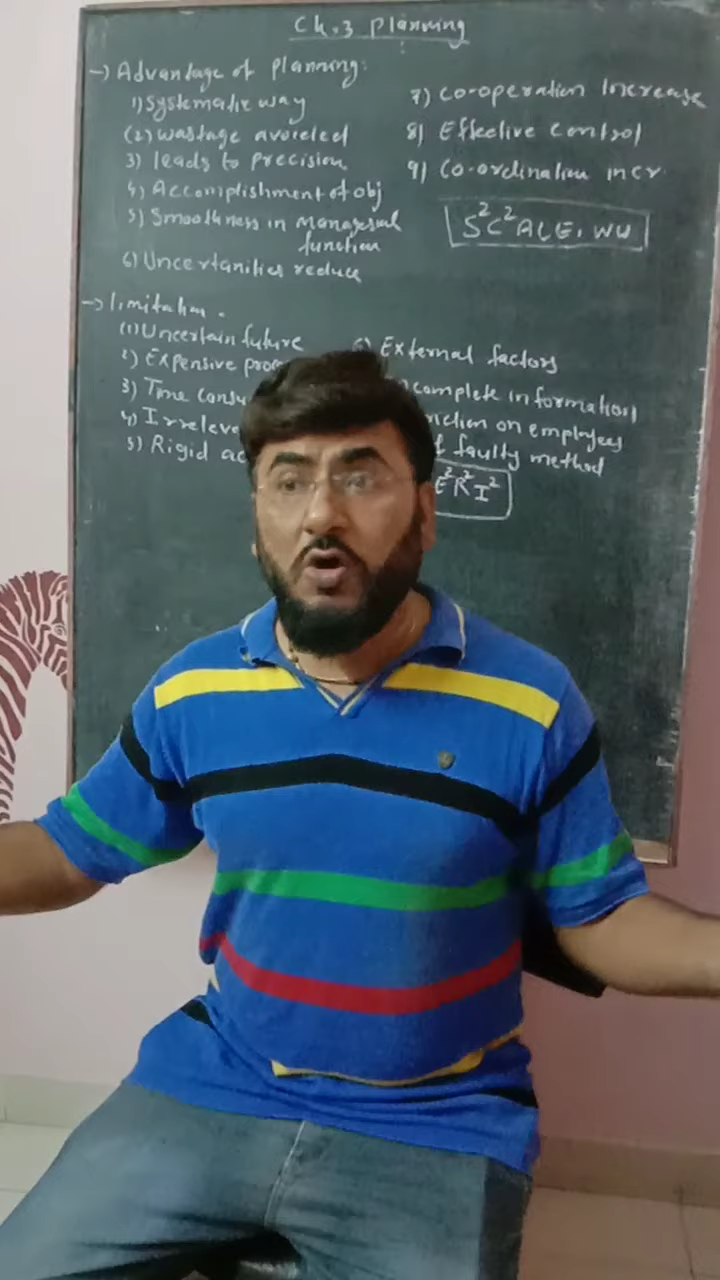 Ch.3 Planning
→ Advantage of planning:
1) Systematic way
(2) Wastage avoided
3) leads to precision
4) Accomplishment of obj
5) Smoothness in managerial
function
6) Uncertanities reduce
7) co-operation Increase
8) Effective control
9) Co-ordination incr
S²C²ALE, WU
→ limitation.
(1) Uncertain future
2) Expensive
3) Time
4)
5) Rigid
External factors
complete information
on employees
faulty method
E²R²I²